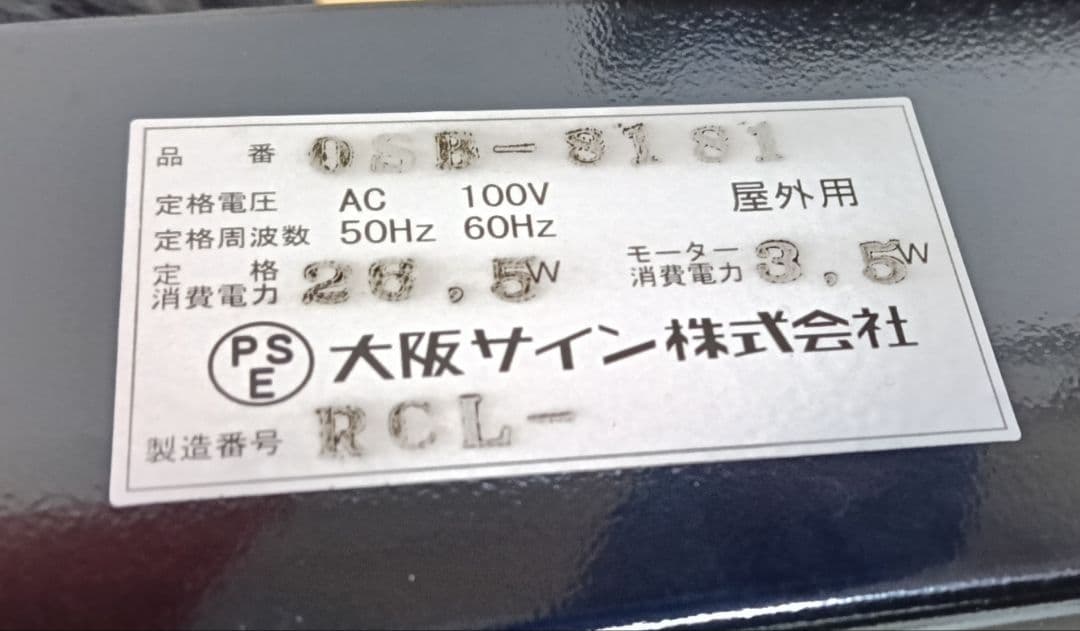 品番 OSB-8181
定格電圧 AC 100V 屋外用
定格周波数 50Hz 60Hz
定格消費電力 26.5W モーター消費電力 3.5W
PSE 大阪サイン株式会社
製造番号 RCL-